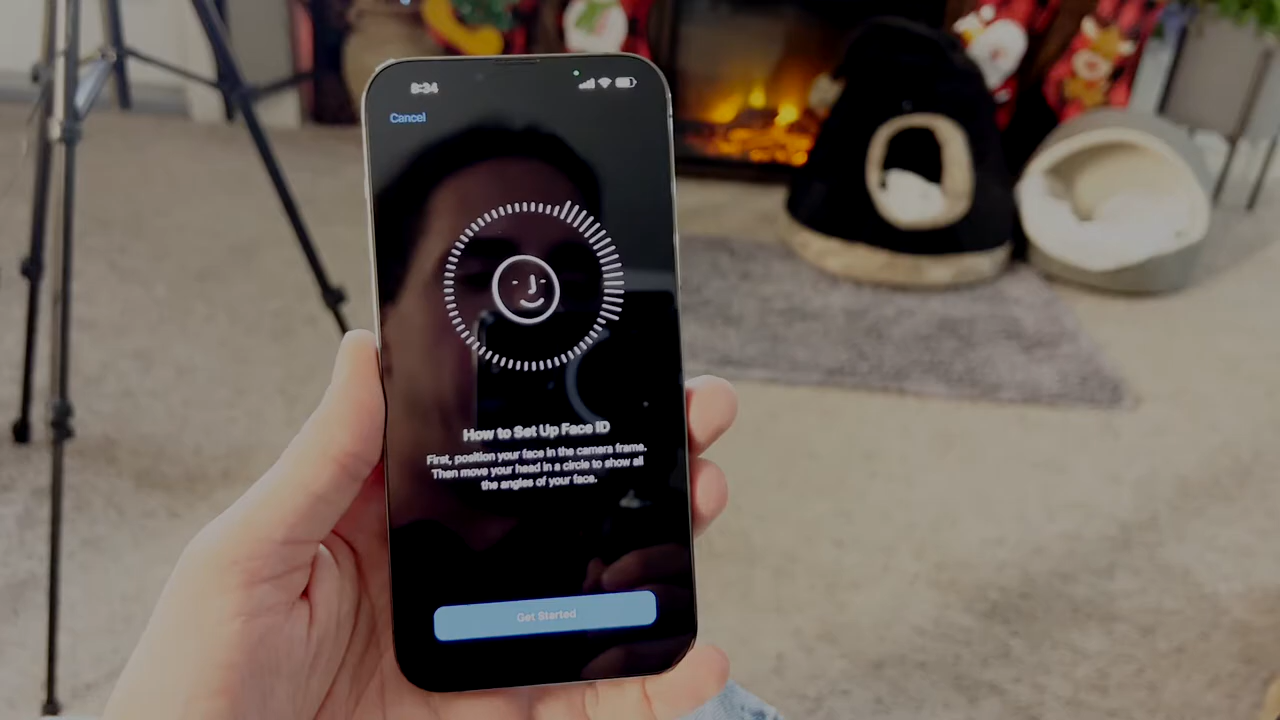 8:34
Cancel
How to Set Up Face ID
First, position your face in the camera frame.
Then move your head in a circle to show all
the angles of your face.
Get Started